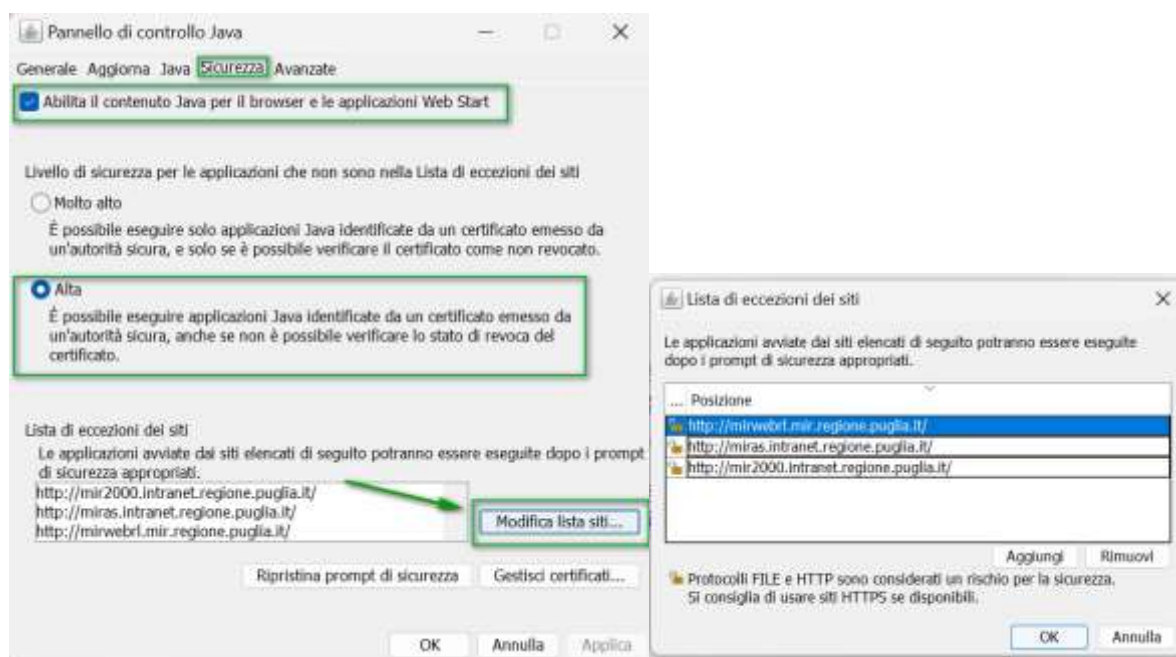 Pannello di controllo Java
Generale Aggiorna Java Sicurezza Avanzate
Abilita il contenuto Java per il browser e le applicazioni Web Start
Livello di sicurezza per le applicazioni che non sono nella Lista di eccezioni dei siti
Molto alto
È possibile eseguire solo applicazioni Java identificate da un certificato emesso da
un'autorità sicura, e solo se è possibile verificare il certificato come non revocato.
Alta
È possibile eseguire applicazioni Java identificate da un certificato emesso da
un'autorità sicura, anche se non è possibile verificare lo stato di revoca del
certificato.
Lista di eccezioni dei siti
Le applicazioni avviate dai siti elencati di seguito potranno essere eseguite dopo i prompt
di sicurezza appropriati.
http://mir2000.intranet.regione.puglia.it/
http://miras.intranet.regione.puglia.it/
http://mirwebrl.mir.regione.puglia.it/
Modifica lista siti...
Ripristina prompt di sicurezza Gestisci certificati...
OK Annulla Applica
Lista di eccezioni dei siti
Le applicazioni avviate dai siti elencati di seguito potranno essere eseguite
dopo i prompt di sicurezza appropriati.
... Posizione
http://mirwebrl.mir.regione.puglia.it/
http://miras.intranet.regione.puglia.it/
http://mir2000.intranet.regione.puglia.it/
Aggiungi Rimuovi
Protocolli FILE e HTTP sono considerati un rischio per la sicurezza.
Si consiglia di usare siti HTTPS se disponibili.
OK Annulla